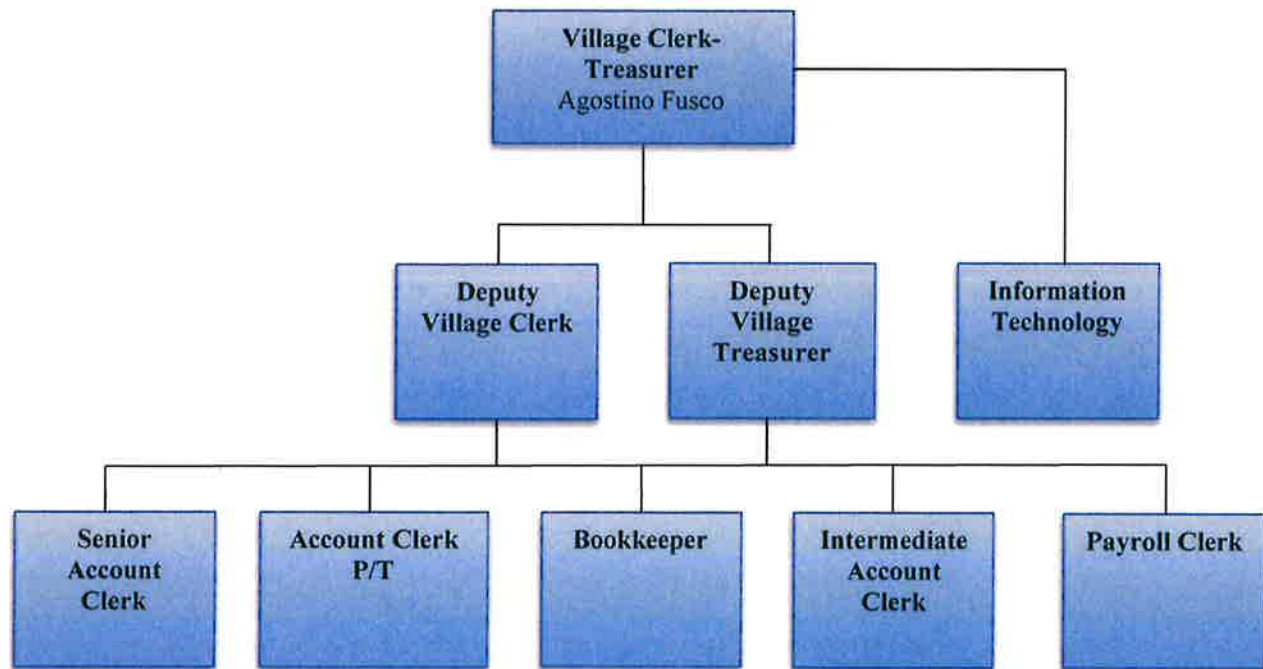 Village Clerk-
Treasurer
Agostino Fusco
Deputy
Village Clerk
Deputy
Village
Treasurer
Information
Technology
Senior
Account
Clerk
Account Clerk
P/T
Bookkeeper
Intermediate
Account
Clerk
Payroll Clerk